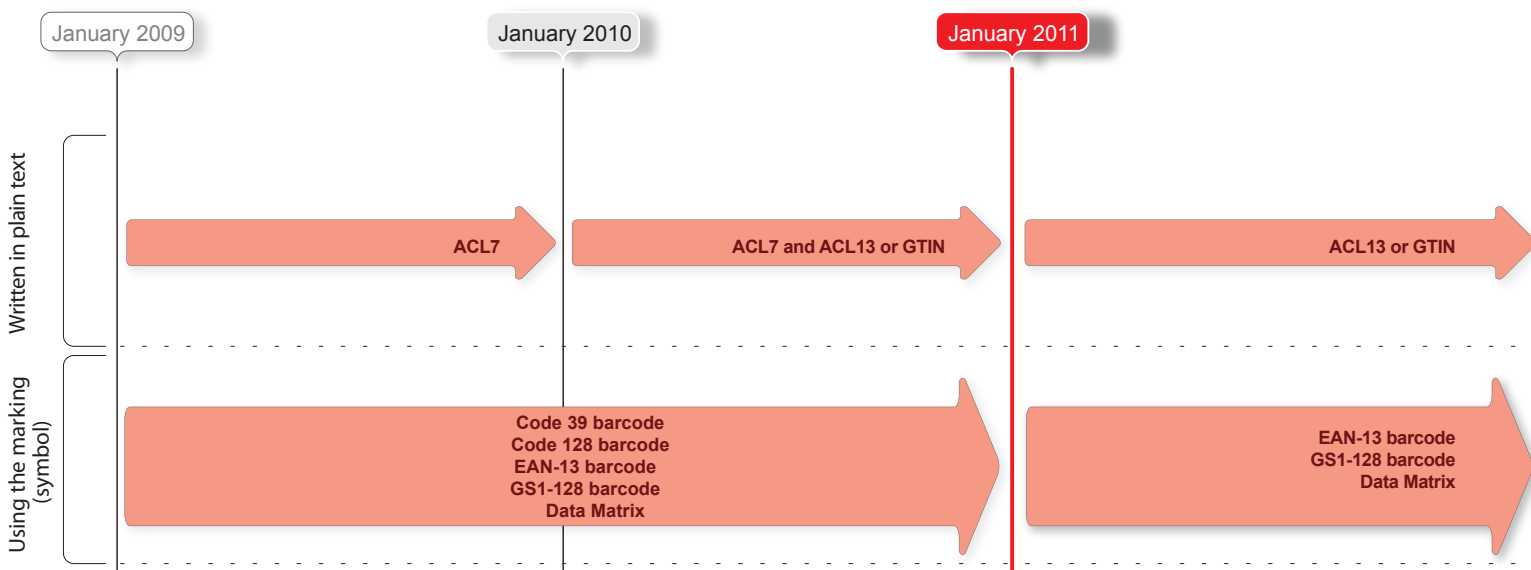 January 2009
January 2010
January 2011
Written in plain text
ACL7
ACL7 and ACL13 or GTIN
ACL13 or GTIN
Using the marking
(symbol)
Code 39 barcode
Code 128 barcode
EAN-13 barcode
GS1-128 barcode
Data Matrix
EAN-13 barcode
GS1-128 barcode
Data Matrix